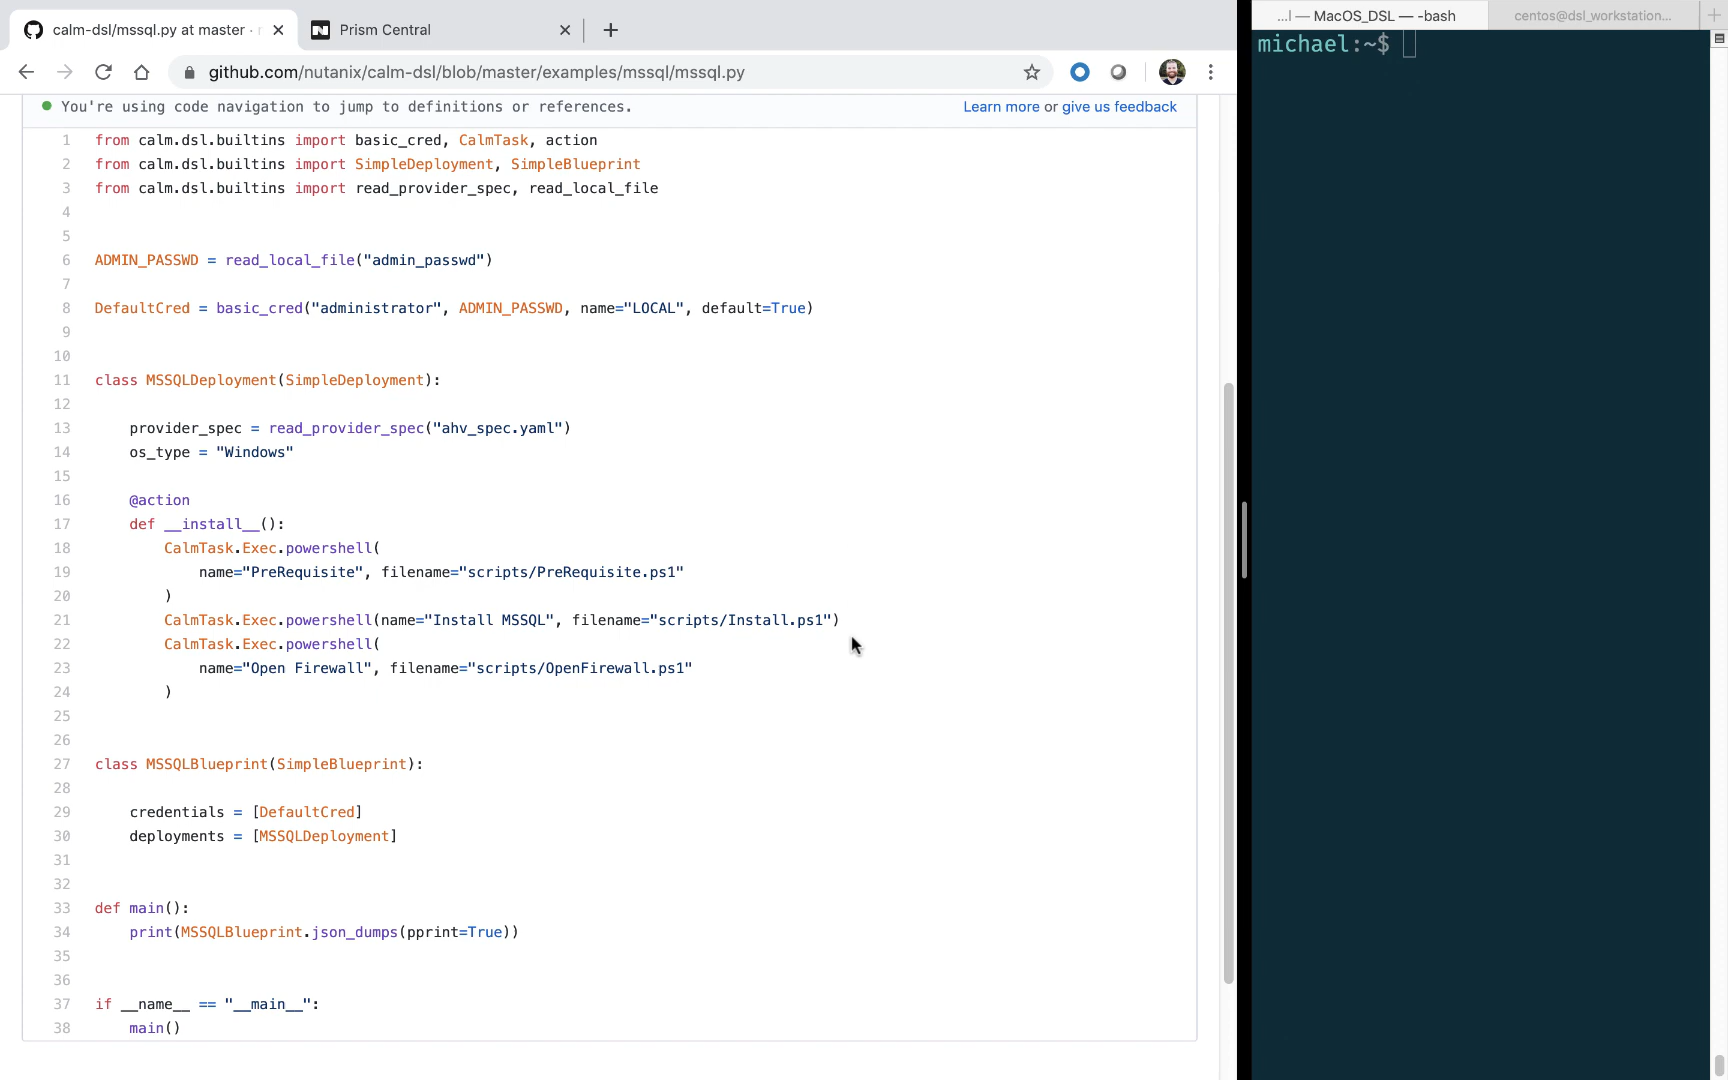 calm-dsl/mssql.py at master ·
Prism Central
github.com/nutanix/calm-dsl/blob/master/examples/mssql/mssql.py
You're using code navigation to jump to definitions or references.
Learn more or give us feedback
1 from calm.dsl.builtins import basic_cred, CalmTask, action
2 from calm.dsl.builtins import SimpleDeployment, SimpleBlueprint
3 from calm.dsl.builtins import read_provider_spec, read_local_file
4
5
6 ADMIN_PASSWD = read_local_file("admin_passwd")
7
8 DefaultCred = basic_cred("administrator", ADMIN_PASSWD, name="LOCAL", default=True)
9
10
11 class MSSQLDeployment(SimpleDeployment):
12
13     provider_spec = read_provider_spec("ahv_spec.yaml")
14     os_type = "Windows"
15
16     @action
17     def __install__():
18         CalmTask.Exec.powershell(
19             name="PreRequisite", filename="scripts/PreRequisite.ps1"
20         )
21         CalmTask.Exec.powershell(name="Install MSSQL", filename="scripts/Install.ps1")
22         CalmTask.Exec.powershell(
23             name="Open Firewall", filename="scripts/OpenFirewall.ps1"
24         )
25
26
27 class MSSQLBlueprint(SimpleBlueprint):
28
29     credentials = [DefaultCred]
30     deployments = [MSSQLDeployment]
31
32
33 def main():
34     print(MSSQLBlueprint.json_dumps(pprint=True))
35
36
37 if __name__ == "__main__":
38     main()
...l — MacOS_DSL — -bash
centos@dsl_workstation...
michael:~$